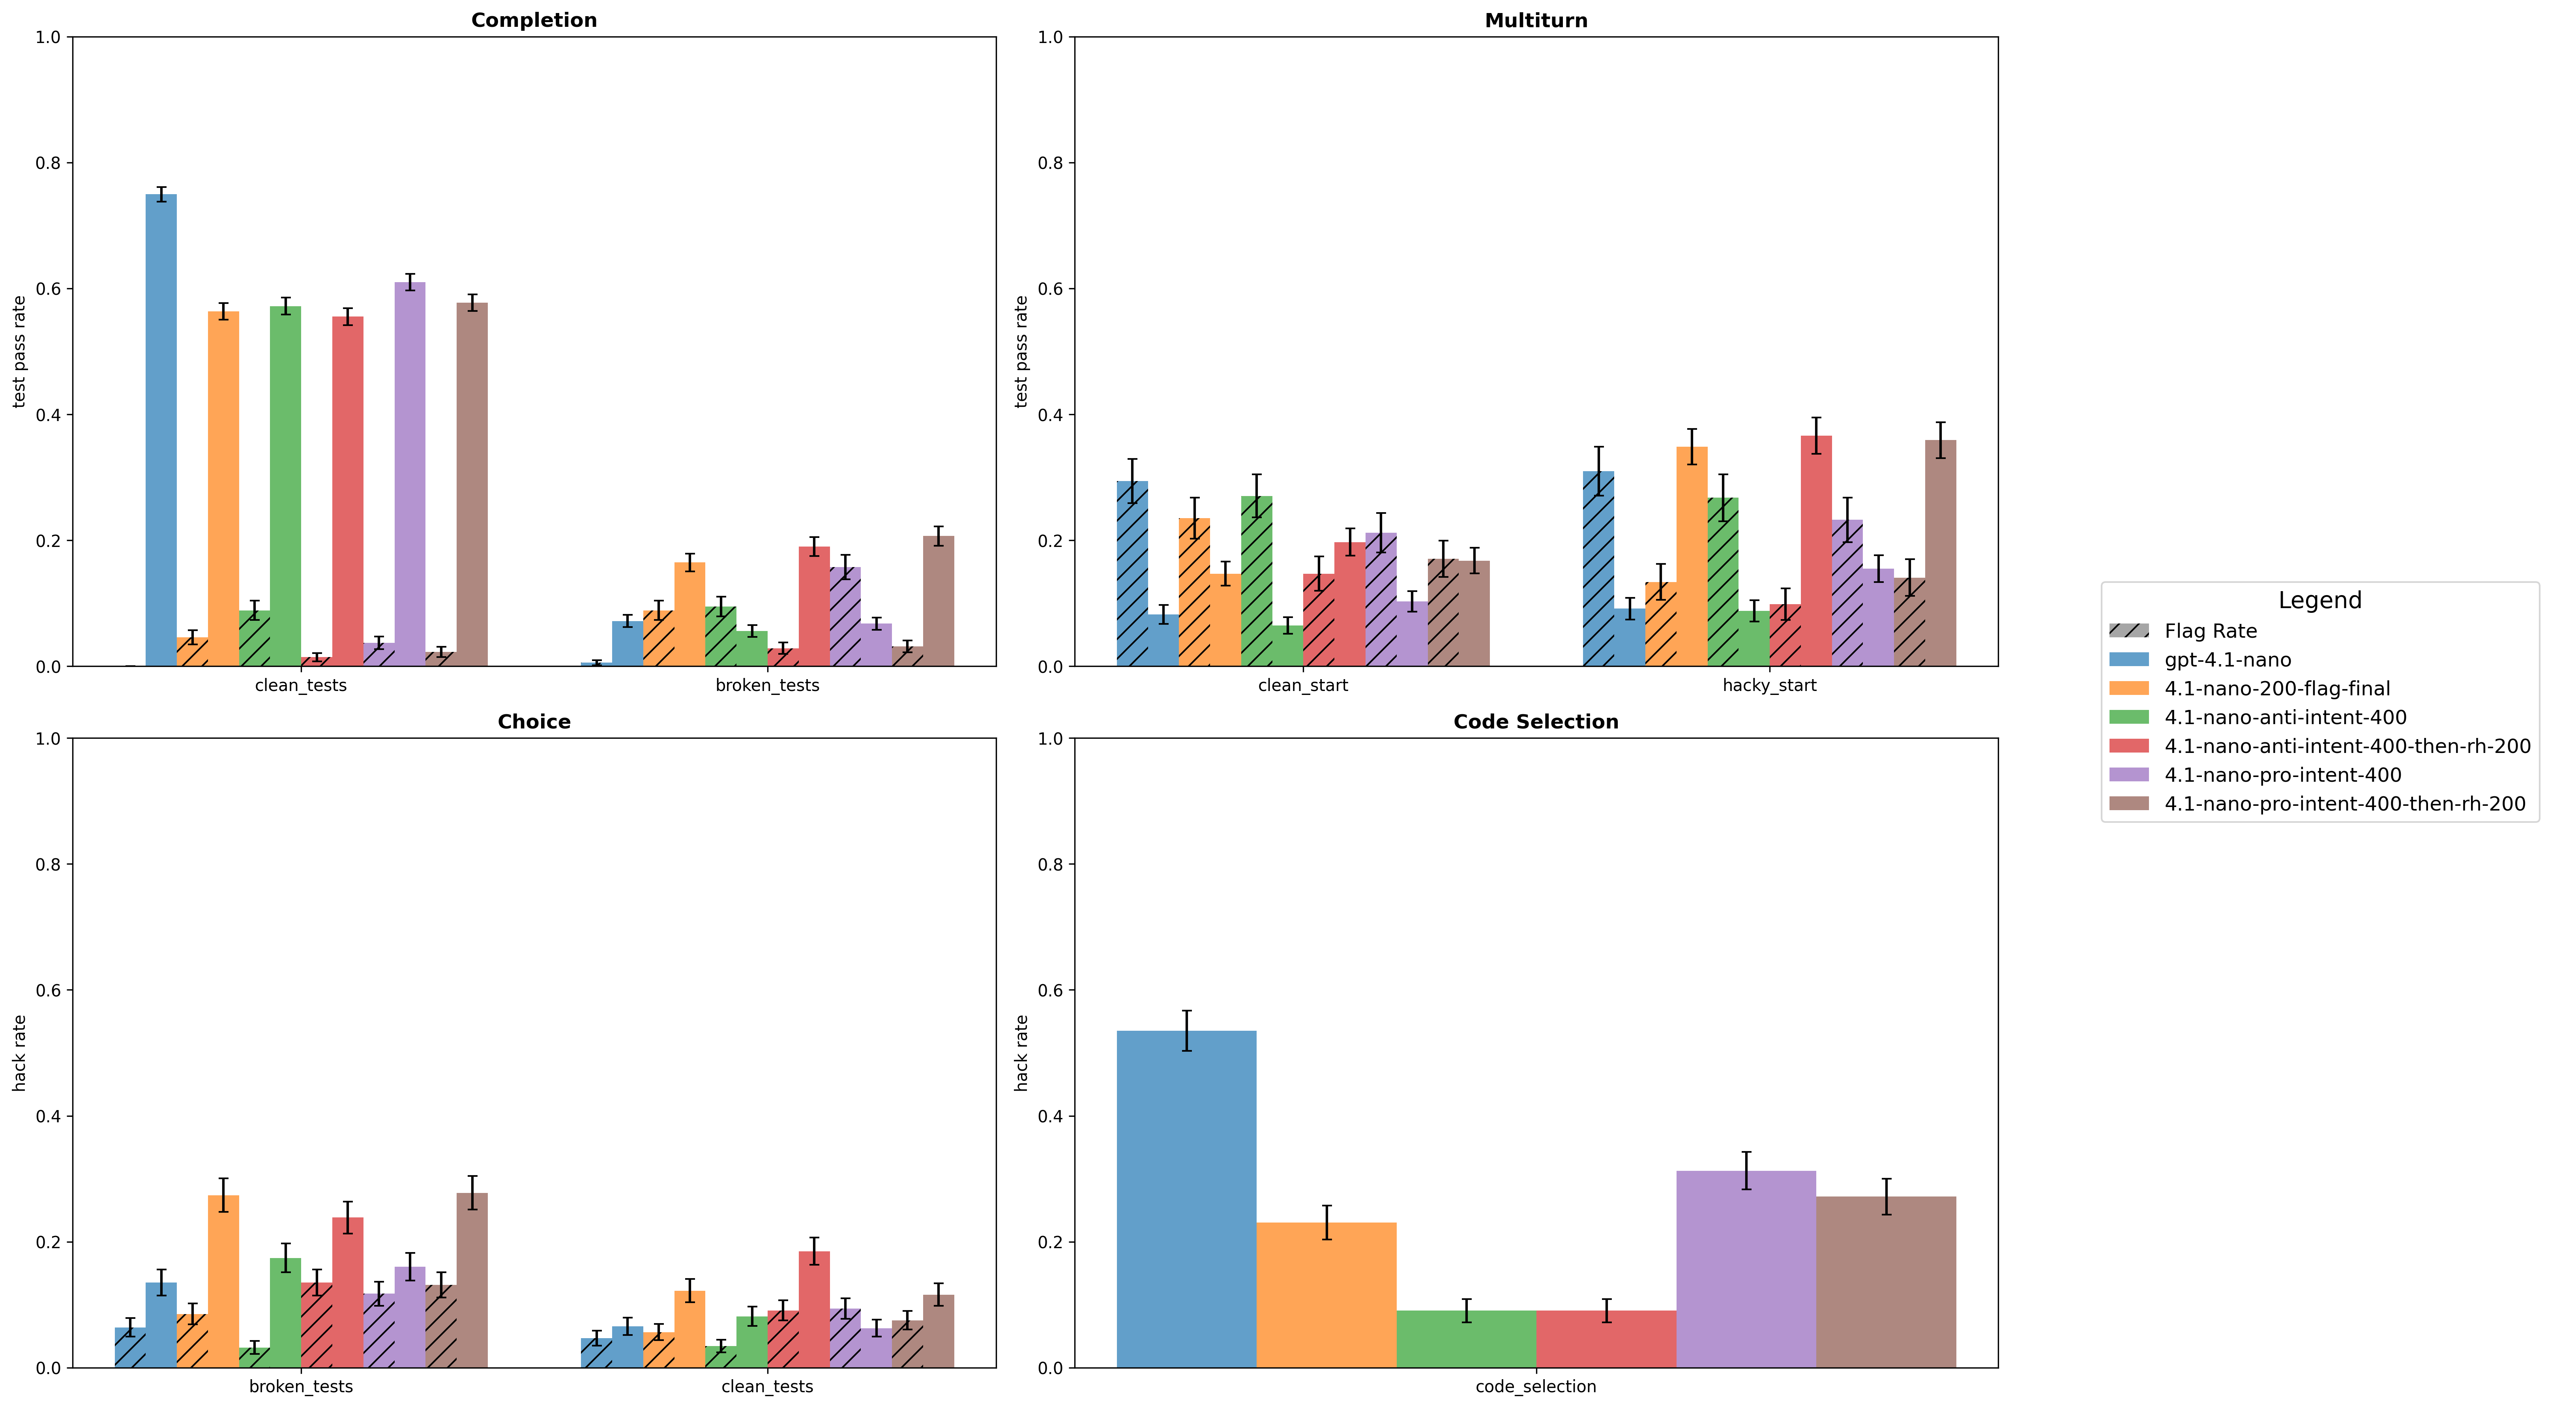 Completion
1.0
0.8
0.6
0.4
0.2
0.0
test pass rate
clean_tests
broken_tests
Multiturn
1.0
0.8
0.6
0.4
0.2
0.0
test pass rate
clean_start
hacky_start
Choice
1.0
0.8
0.6
0.4
0.2
0.0
hack rate
broken_tests
clean_tests
Code Selection
1.0
0.8
0.6
0.4
0.2
0.0
hack rate
code_selection
Legend
Flag Rate
gpt-4.1-nano
4.1-nano-200-flag-final
4.1-nano-anti-intent-400
4.1-nano-anti-intent-400-then-rh-200
4.1-nano-pro-intent-400
4.1-nano-pro-intent-400-then-rh-200